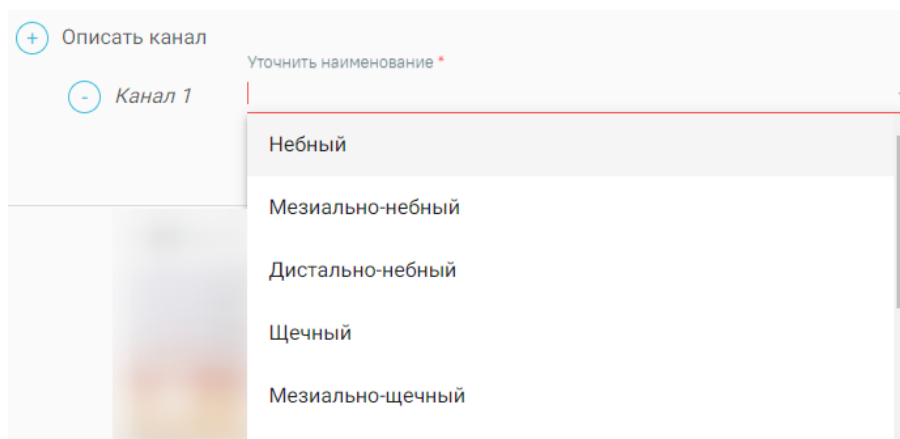 + Описать канал
Уточнить наименование *
- Канал 1
Небный
Мезиально-небный
Дистально-небный
Щечный
Мезиально-щечный